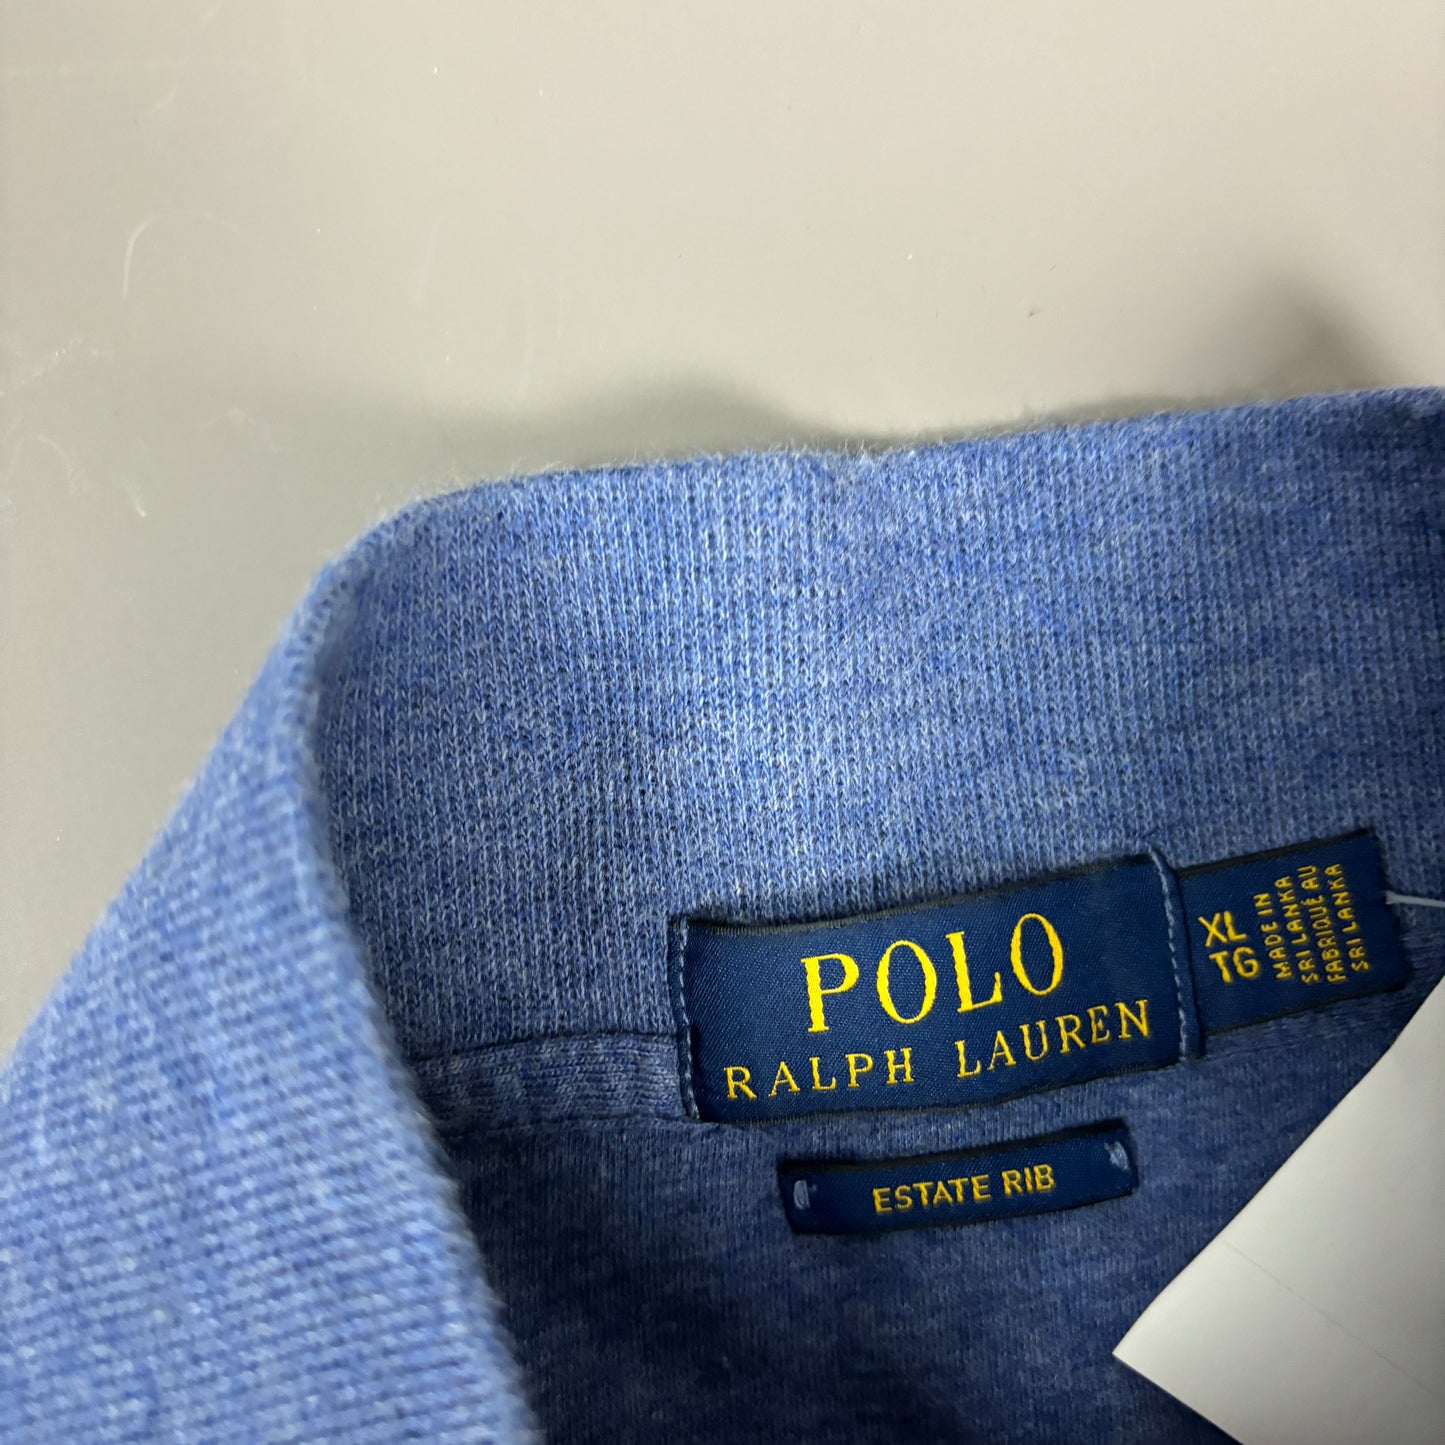 POLO
RALPH LAUREN
XL
TG
MADE IN
SRI LANKA
FABRIQUÉ AU
SRI LANKA
ESTATE RIB